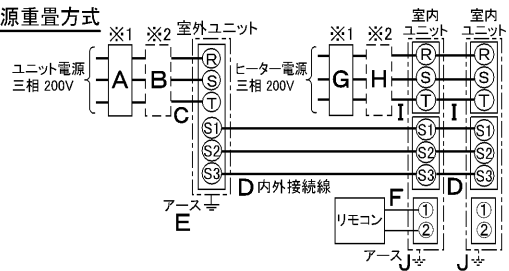 源重畳方式
※1 ※2 室外ユニット
ユニット電源
三相 200V
A B C
R
S
T
S1
S2
S3
アース
E
D 内外接続線
ヒーター電源
三相 200V
※1 ※2
G H I I
室内
ユニット
室内
ユニット
R R
S S
T T
S1 S1
S2 S2
S3 S3
D
リモコン
F
① ①
② ②
アース J J